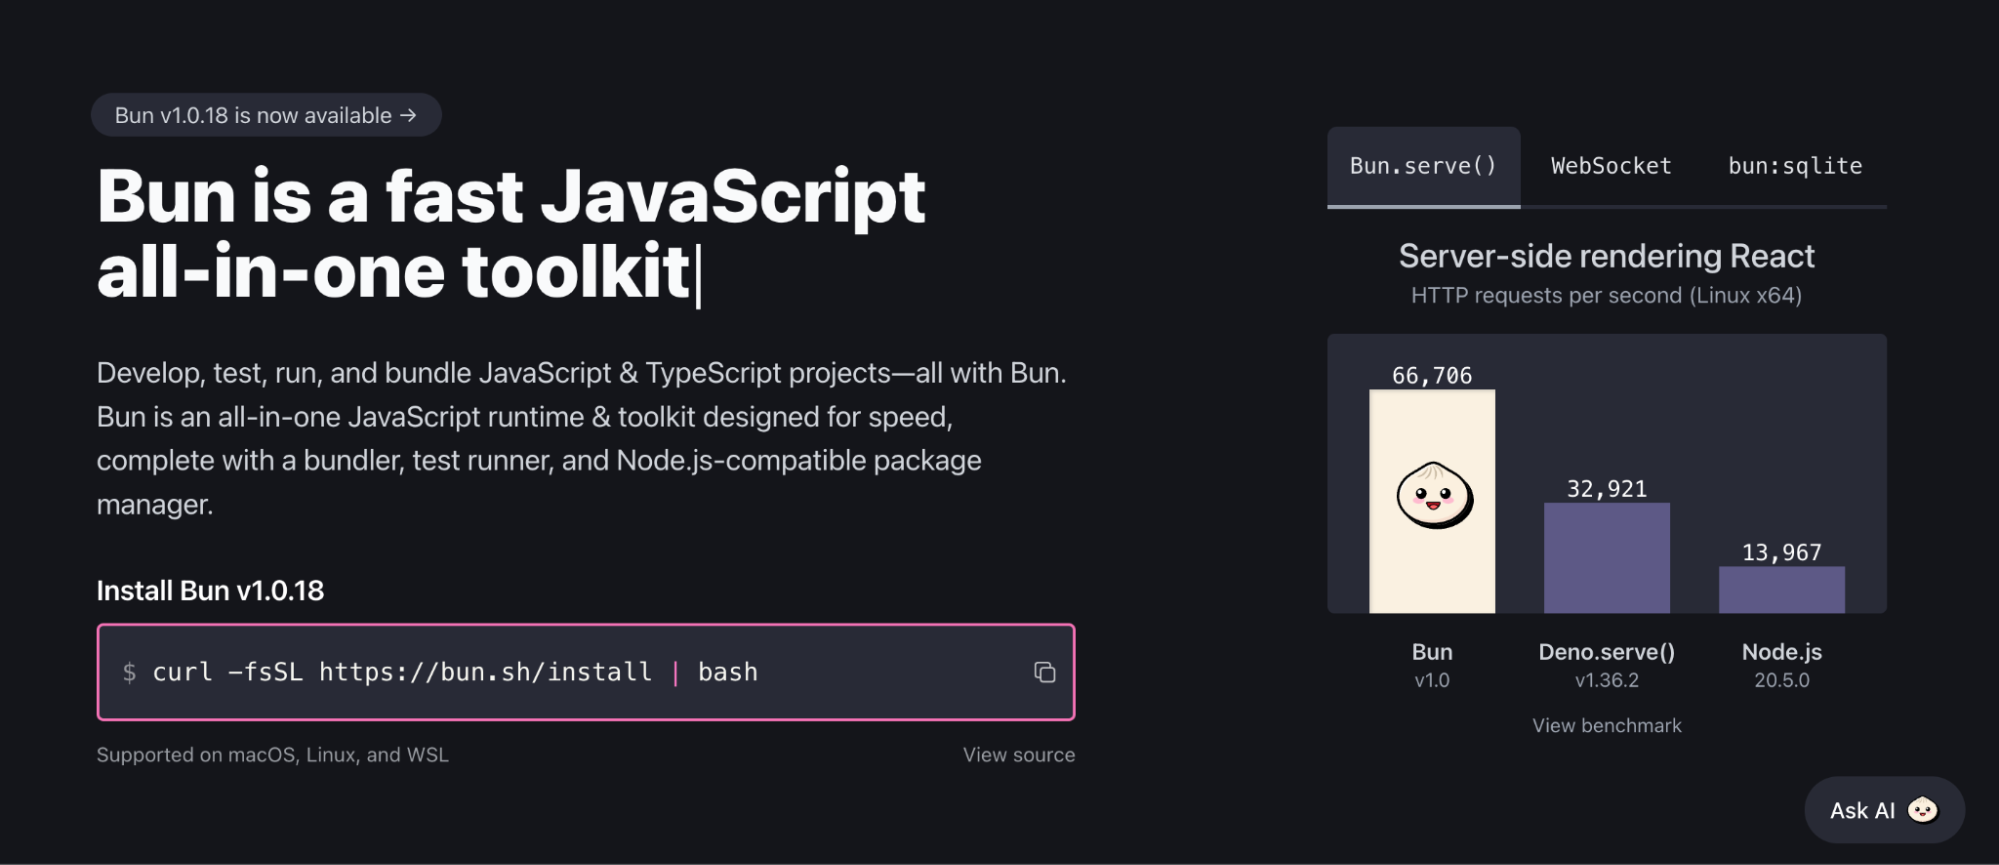 Bun v1.0.18 is now available →
Bun is a fast JavaScript
all-in-one toolkit|
Develop, test, run, and bundle JavaScript & TypeScript projects—all with Bun.
Bun is an all-in-one JavaScript runtime & toolkit designed for speed,
complete with a bundler, test runner, and Node.js-compatible package
manager.
Install Bun v1.0.18
$ curl -fsSL https://bun.sh/install | bash
Supported on macOS, Linux, and WSL
View source
Bun.serve()
WebSocket
bun:sqlite
Server-side rendering React
HTTP requests per second (Linux x64)
66,706
32,921
13,967
Bun
v1.0
Deno.serve()
v1.36.2
Node.js
20.5.0
View benchmark
Ask AI